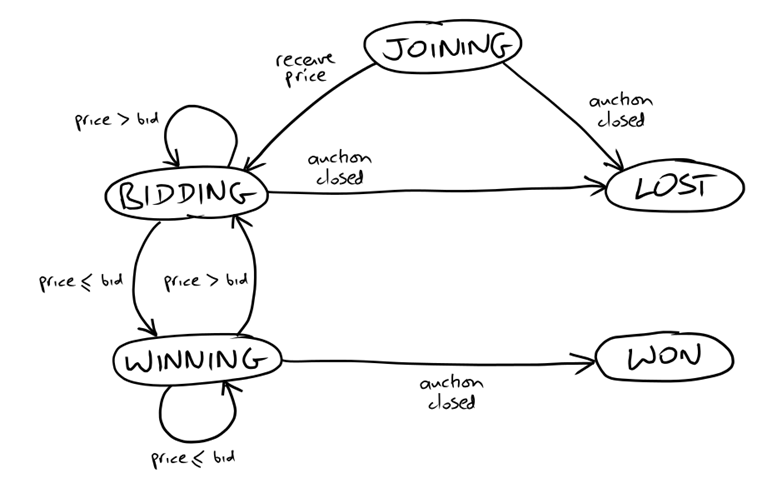 JOINING
receive
price
auction
closed
price > bid
auction
closed
BIDDING
LOST
price ⩽ bid
price > bid
WINNING
WON
auction
closed
price ⩽ bid